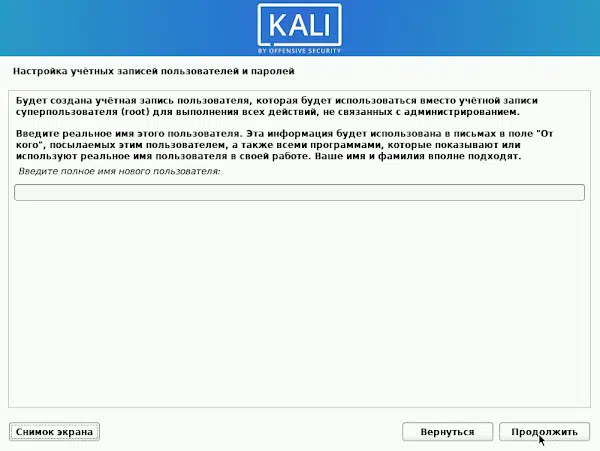 KALI
BY OFFENSIVE SECURITY
Настройка учётных записей пользователей и паролей
Будет создана учётная запись пользователя, которая будет использоваться вместо учётной записи
суперпользователя (root) для выполнения всех действий, не связанных с администрированием.
Введите реальное имя этого пользователя. Эта информация будет использована в письмах в поле "От
кого", посылаемых этим пользователем, а также всеми программами, которые показывают или
используют реальное имя пользователя в своей работе. Ваше имя и фамилия вполне подходят.
Введите полное имя нового пользователя:
Снимок экрана
Вернуться
Продолжить